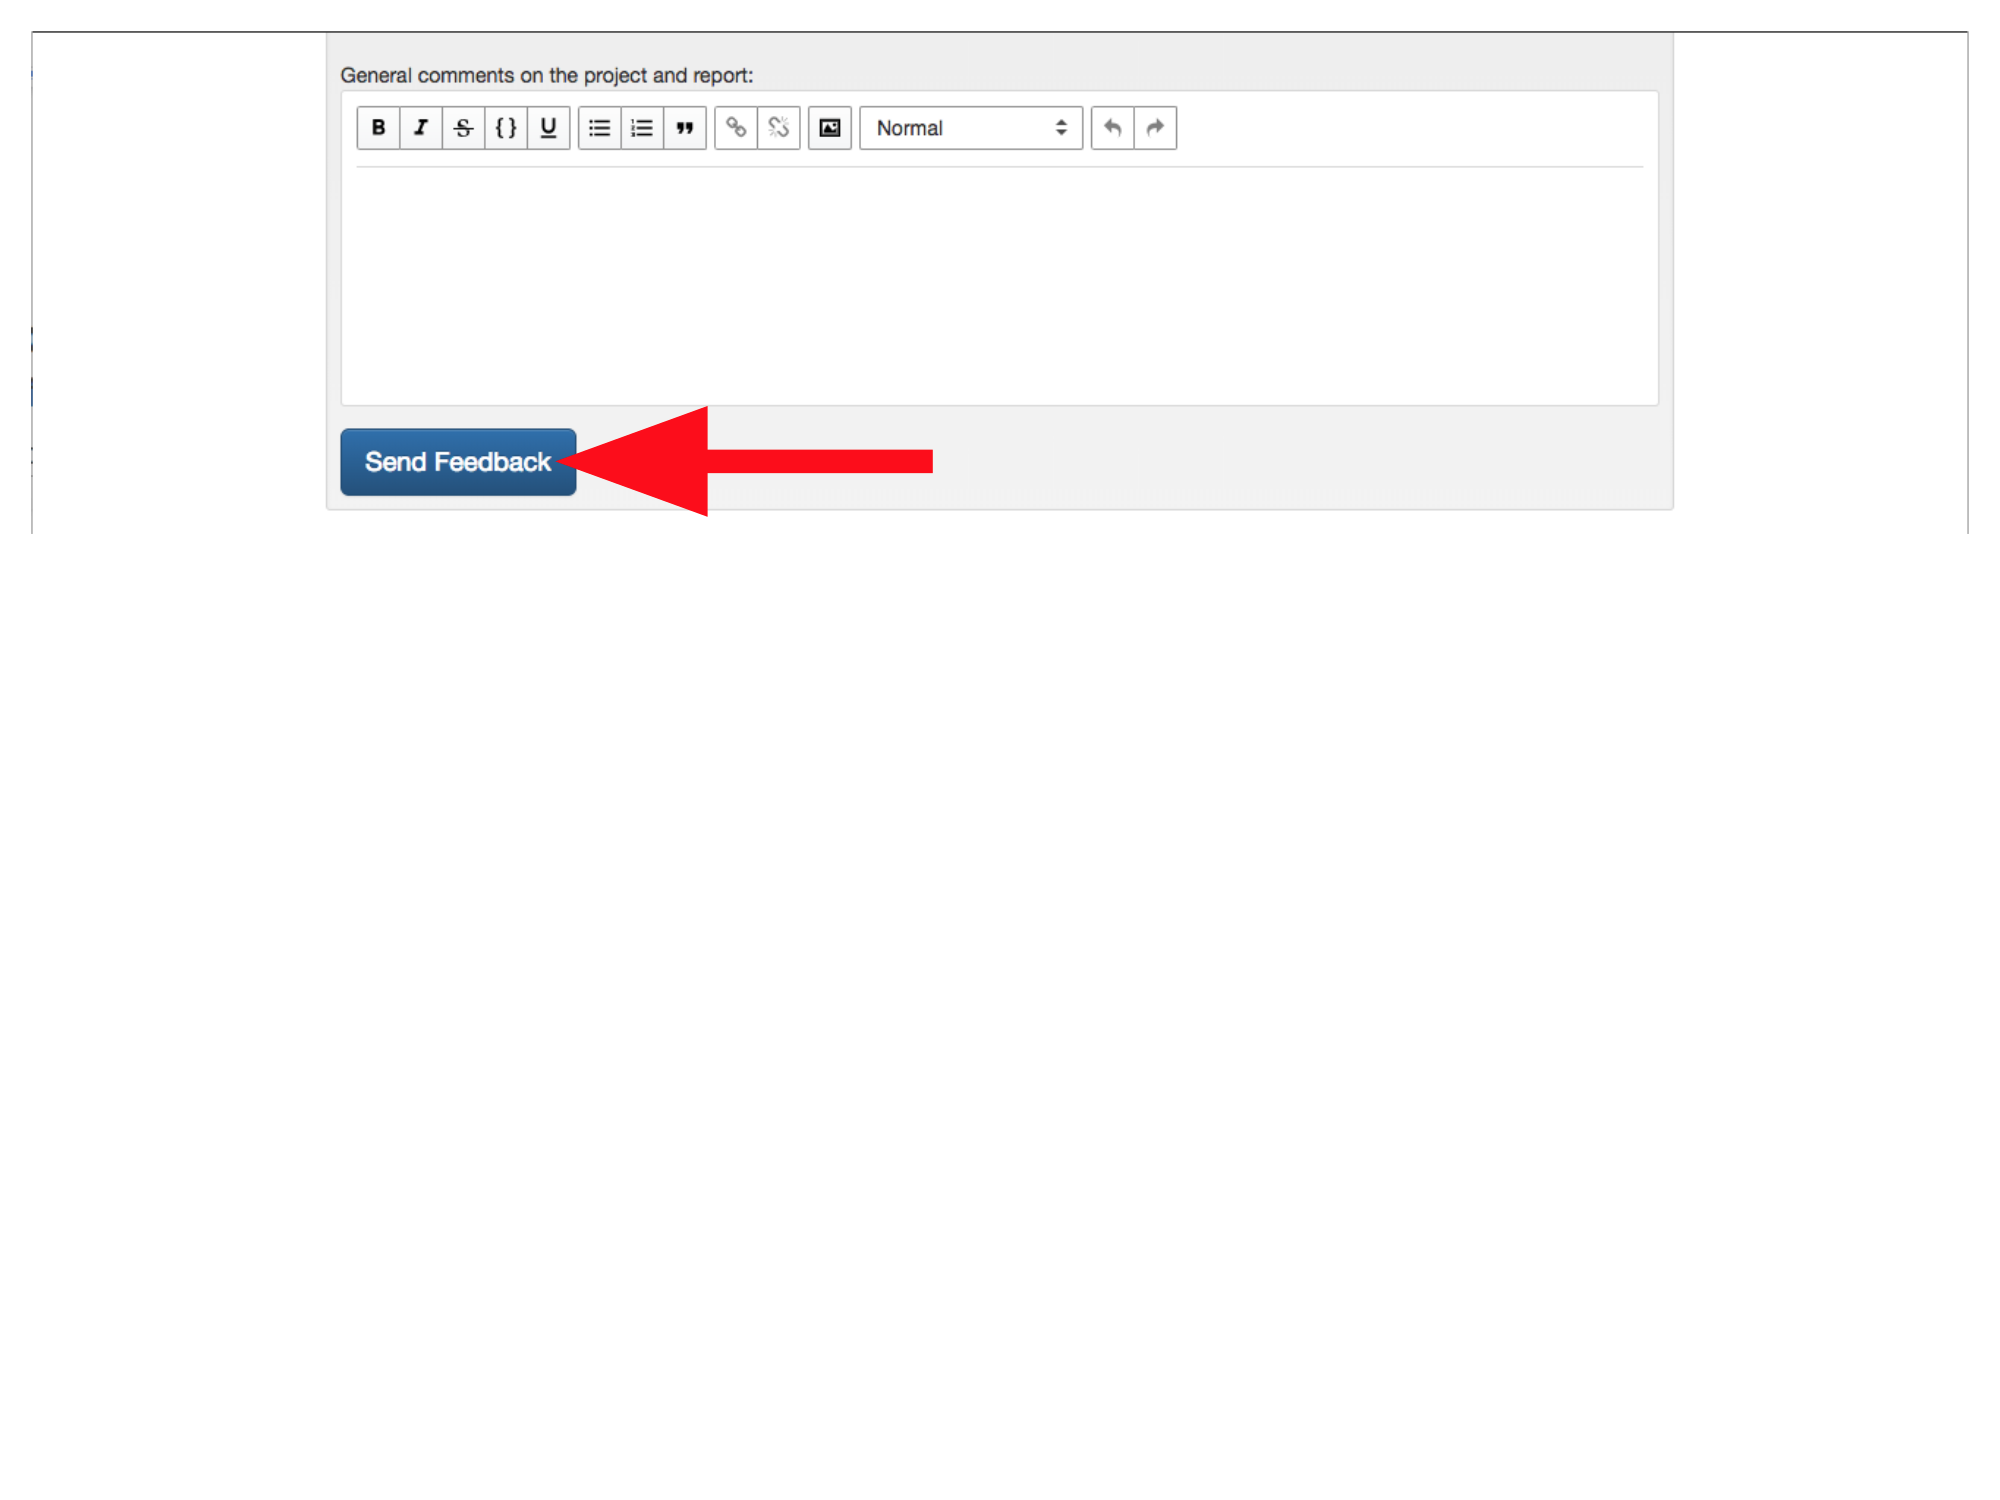 General comments on the project and report:
B I S {} U Normal
Send Feedback